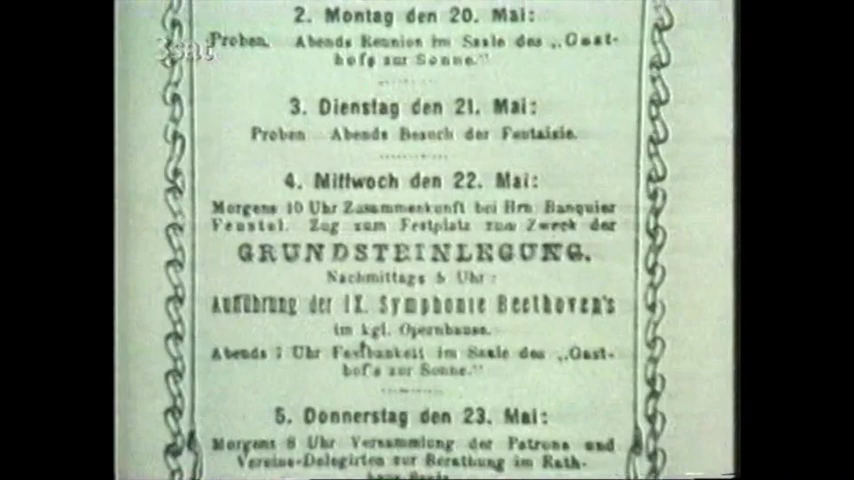 2. Montag den 20. Mai:
3sat
Proben. Abends Reunion im Saale des „Gast-
hofs zur Sonne.“
3. Dienstag den 21. Mai:
Proben Abends Besuch der Fantaisie.
4. Mittwoch den 22. Mai:
Morgens 10 Uhr Zusammenkunft bei Hrn. Banquier
Feustel. Zug zum Festplatz zum Zweck der
GRUNDSTEINLEGUNG.
Nachmittags 5 Uhr:
Aufführung der IX. Symphonie Beethoven's
im kgl. Opernhause.
Abends 7 Uhr Festbankett im Saale des „Gast-
hof's zur Sonne.“
5. Donnerstag den 23. Mai:
Morgens 8 Uhr Versammlung der Patrone und
Vereins-Delegirten zur Berathung im Rath-